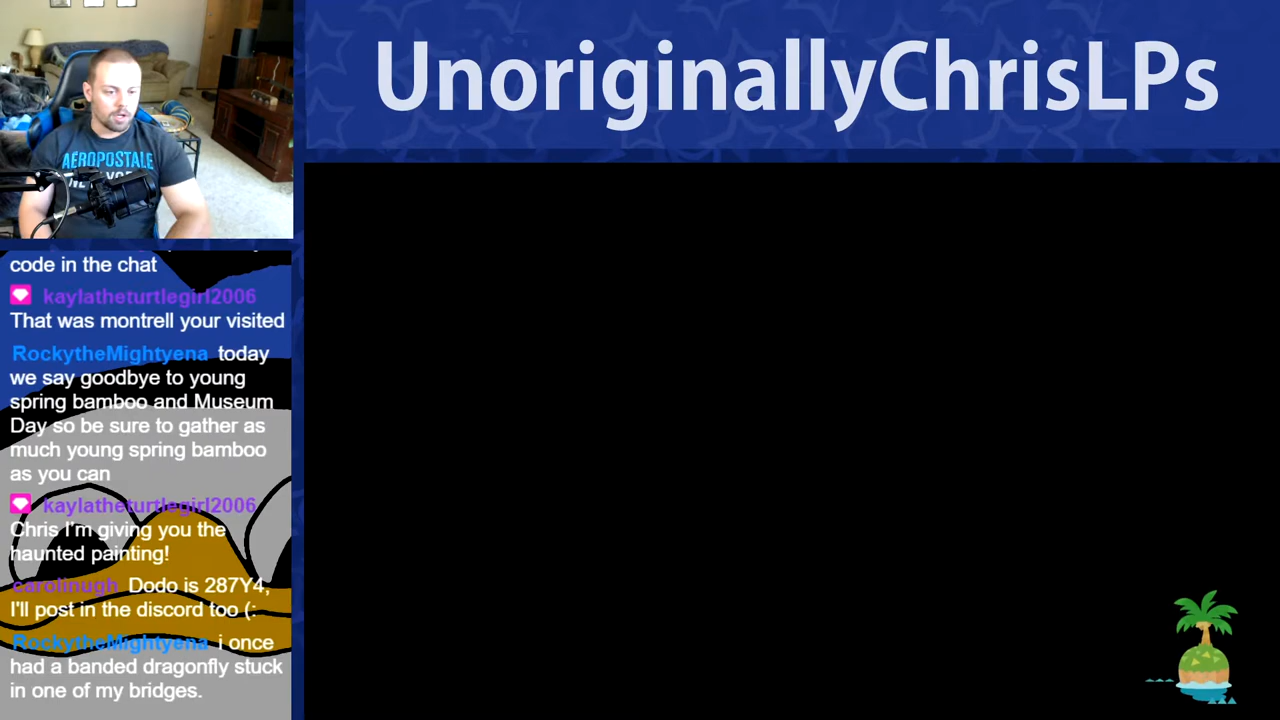 UnoriginallyChrisLPs
AEROPOSTALE
code in the chat
kaylatheturtlegirl2006
That was montrell your visited
RockytheMightyena today
we say goodbye to young
spring bamboo and Museum
Day so be sure to gather as
much young spring bamboo
as you can
kaylatheturtlegirl2006
Chris I'm giving you the
haunted painting!
carolinugh Dodo is 287Y4,
I'll post in the discord too (:
RockytheMightyena i once
had a banded dragonfly stuck
in one of my bridges.